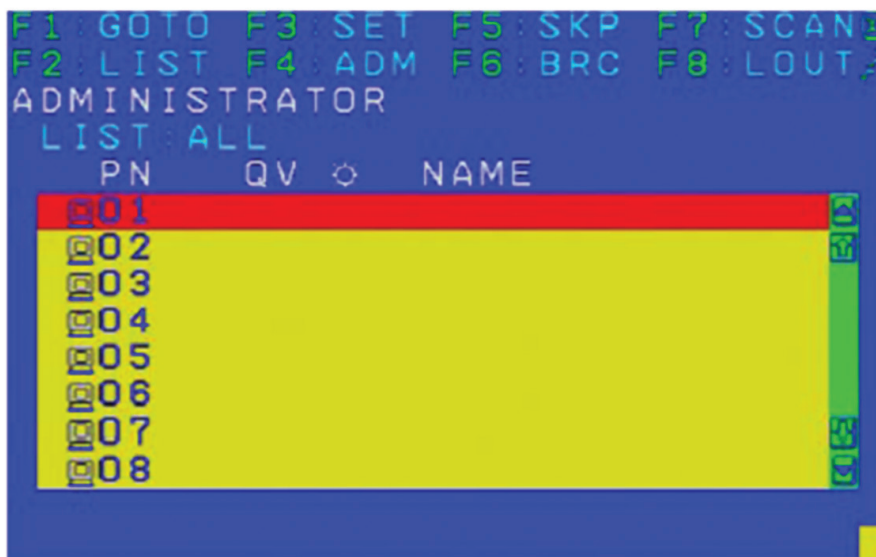 F1:GOTO F3:SET F5:SKP F7:SCAN
F2:LIST F4:ADM F6:BRC F8:LOUT
ADMINISTRATOR
LIST:ALL
PN QV NAME
01
02
03
04
05
06
07
08